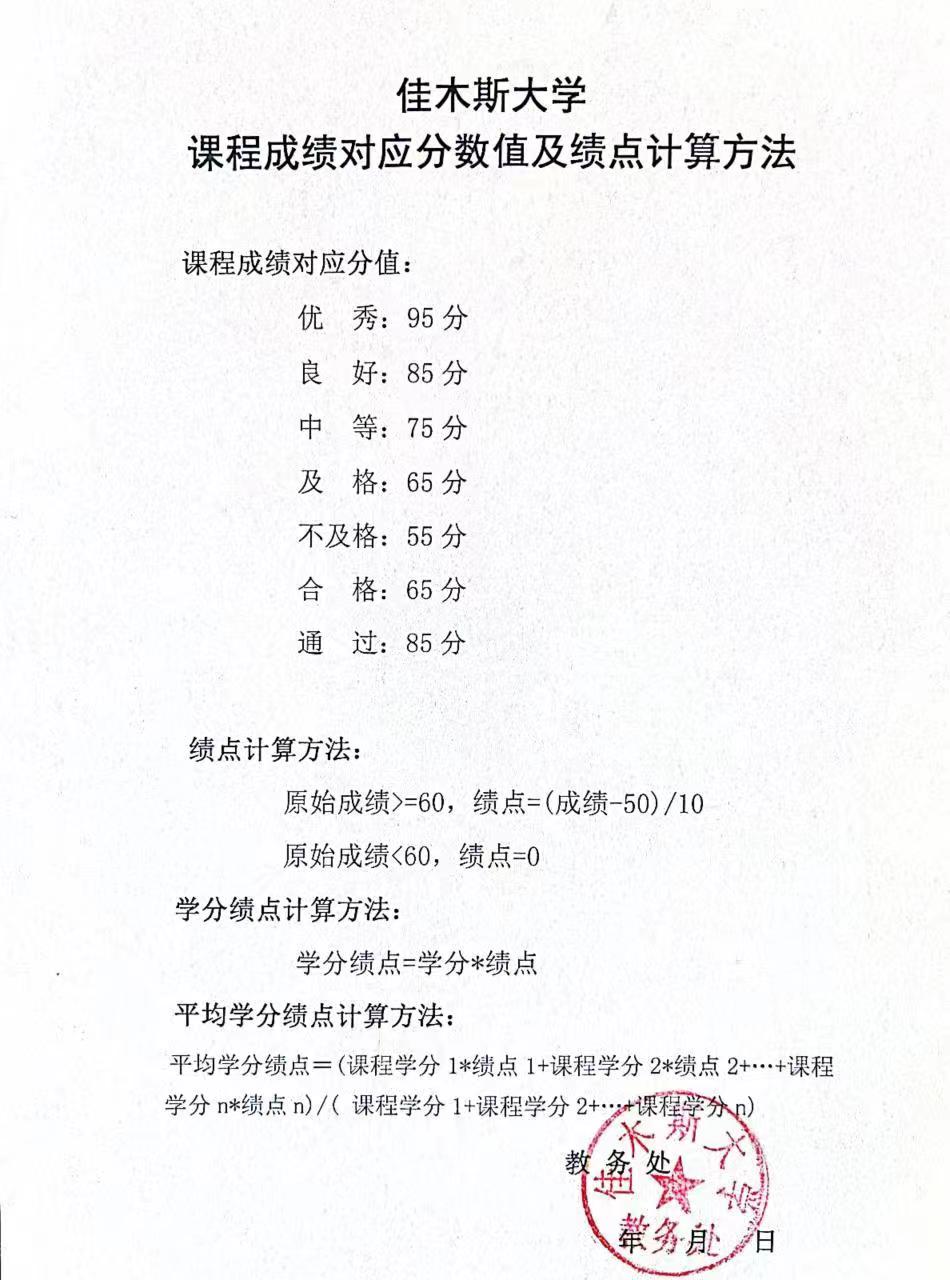 佳木斯大学
课程成绩对应分数值及绩点计算方法
课程成绩对应分值：
优　秀：95 分
良　好：85 分
中　等：75 分
及　格：65 分
不及格：55 分
合　格：65 分
通　过：85 分
绩点计算方法：
原始成绩>=60，绩点=(成绩-50)/10
原始成绩<60，绩点=0
学分绩点计算方法：
学分绩点=学分*绩点
平均学分绩点计算方法：
平均学分绩点＝(课程学分 1*绩点 1+课程学分 2*绩点 2+…+课程
学分 n*绩点 n)/( 课程学分 1+课程学分 2+…+课程学分 n)
教 务 处
年 月 日
佳木斯大学
教务处